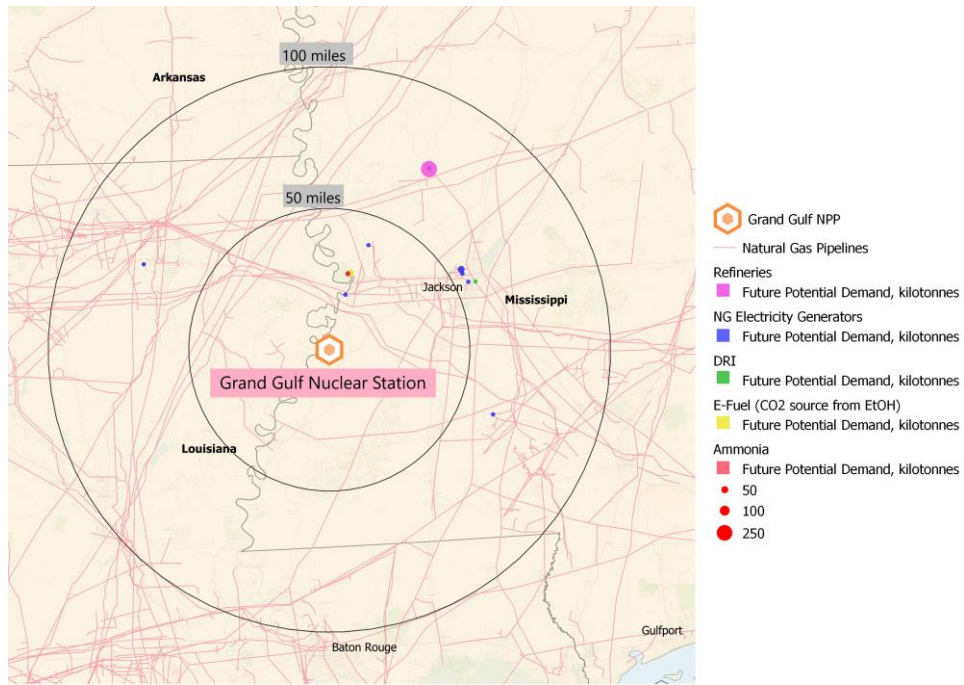 100 miles
Arkansas
50 miles
Jackson
Mississippi
Grand Gulf Nuclear Station
Louisiana
Gulfport
Baton Rouge
Grand Gulf NPP
Natural Gas Pipelines
Refineries
Future Potential Demand, kilotonnes
NG Electricity Generators
Future Potential Demand, kilotonnes
DRI
Future Potential Demand, kilotonnes
E-Fuel (CO2 source from EtOH)
Future Potential Demand, kilotonnes
Ammonia
Future Potential Demand, kilotonnes
50
100
250